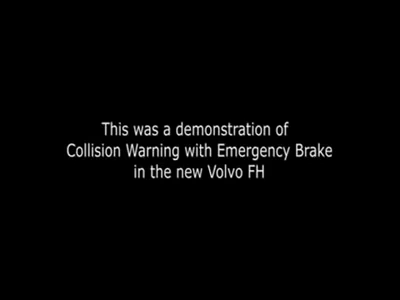 This was a demonstration of
Collision Warning with Emergency Brake
in the new Volvo FH